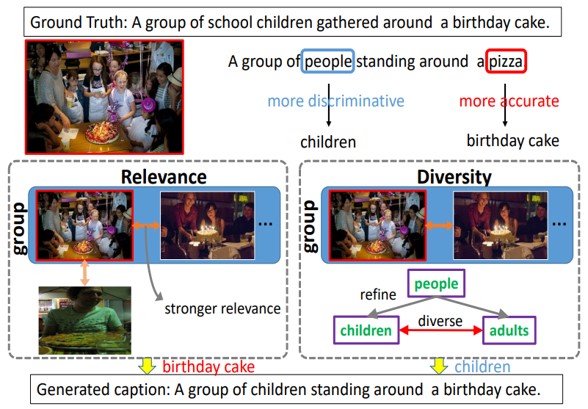 Ground Truth: A group of school children gathered around a birthday cake.
A group of people standing around a pizza
more discriminative
more accurate
children
birthday cake
Relevance
group
...
stronger relevance
birthday cake
Diversity
group
...
people
refine
children
diverse
adults
children
Generated caption: A group of children standing around a birthday cake.